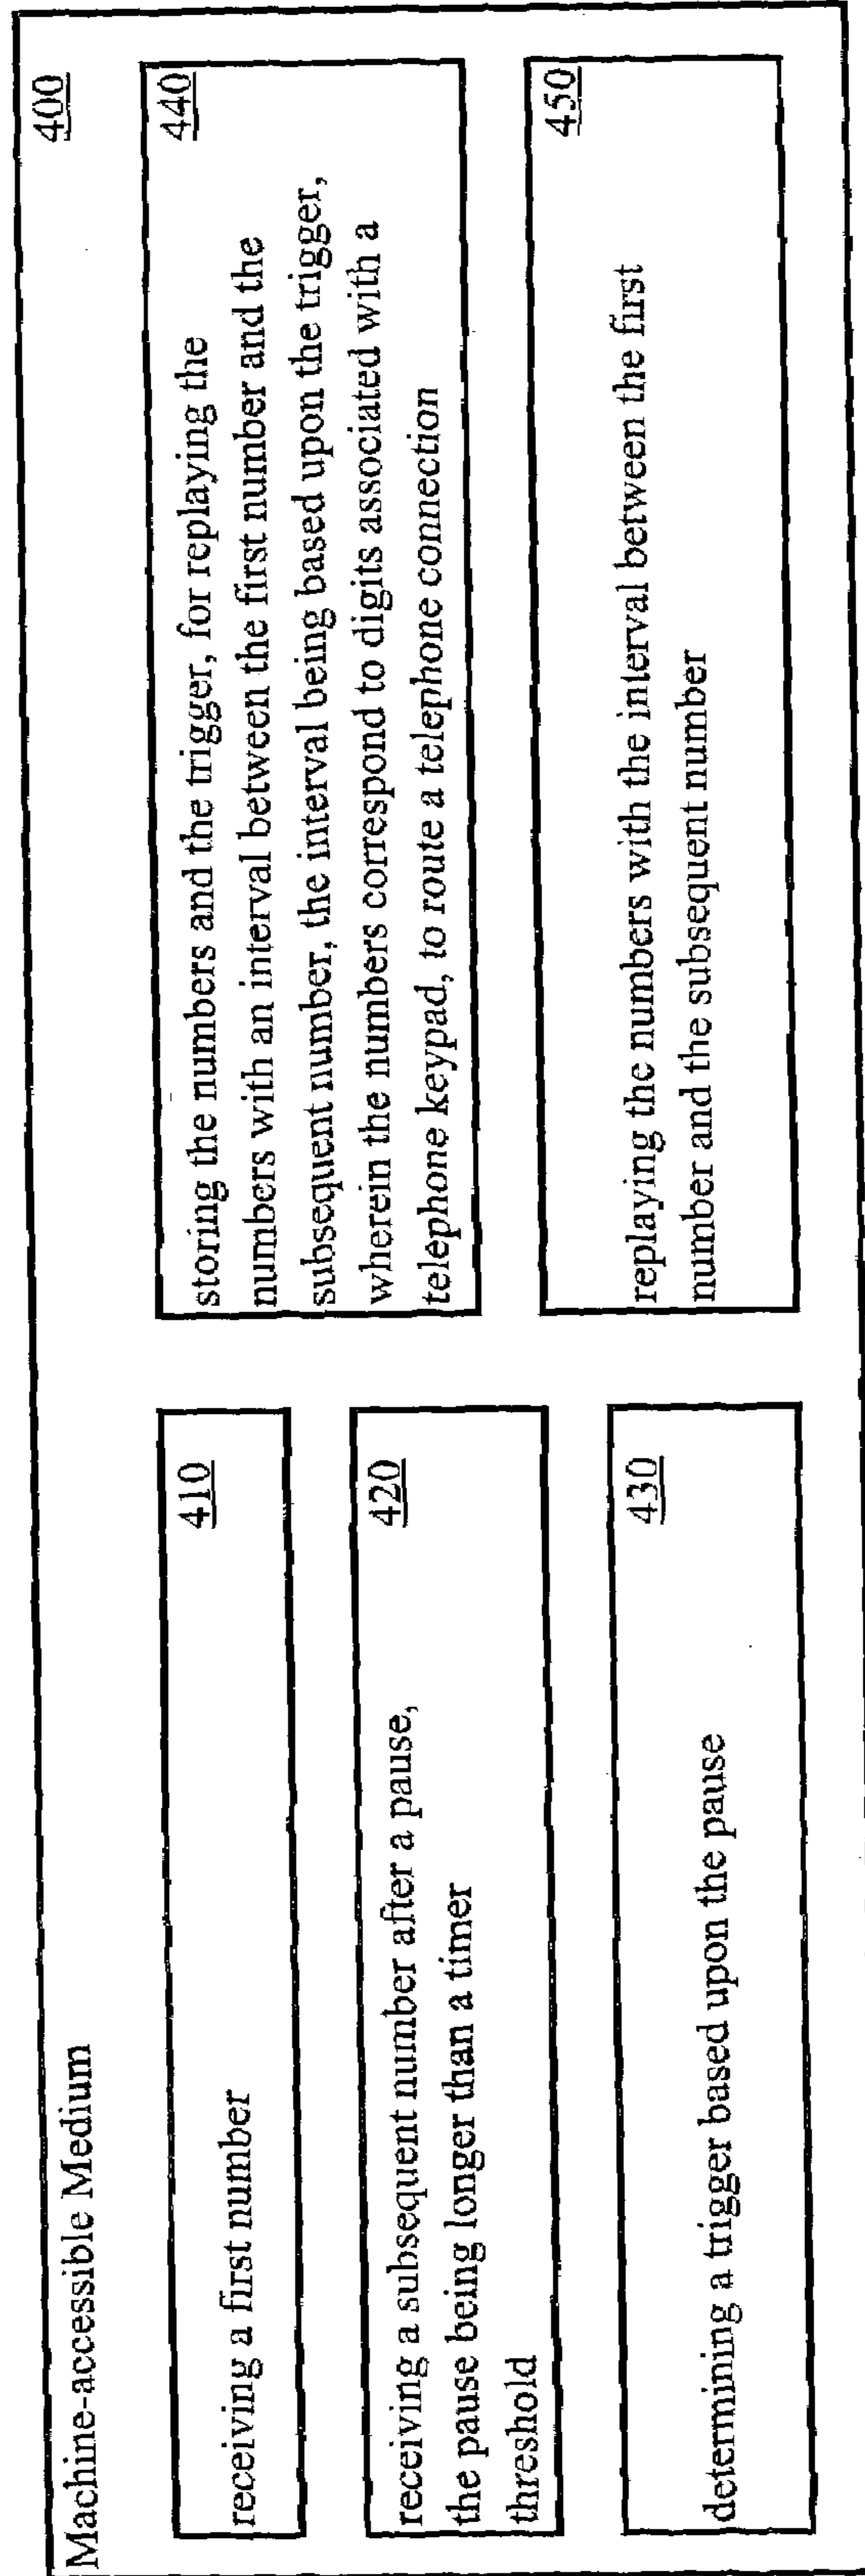 400
Machine-accessible Medium
410
receiving a first number
420
receiving a subsequent number after a pause,
the pause being longer than a timer
threshold
430
determining a trigger based upon the pause
440
storing the numbers and the trigger, for replaying the
numbers with an interval between the first number and the
subsequent number, the interval being based upon the trigger,
wherein the numbers correspond to digits associated with a
telephone keypad, to route a telephone connection
450
replaying the numbers with the interval between the first
number and the subsequent number